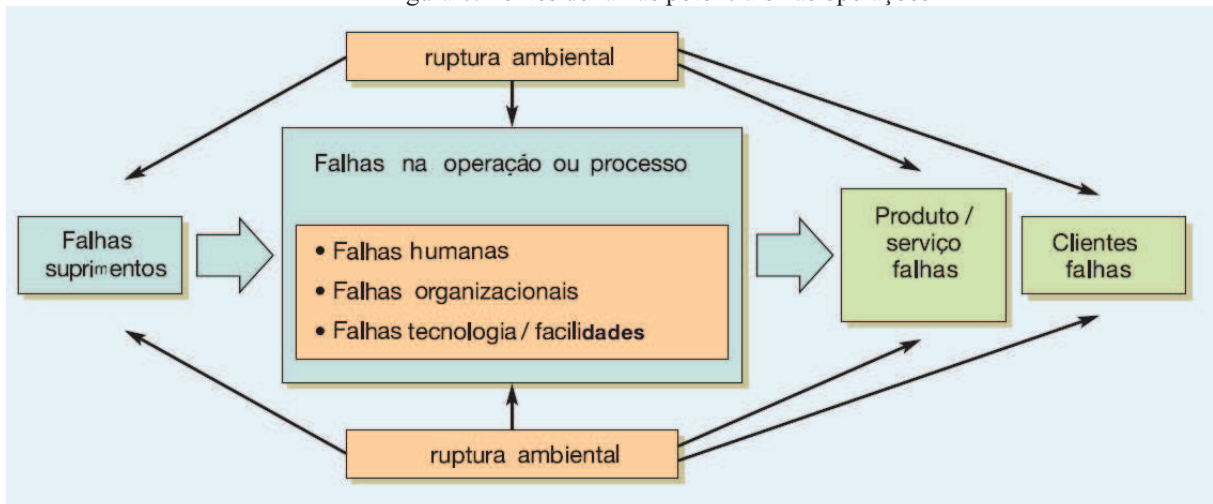 ruptura ambiental
Falhas na operação ou processo
Falhas
suprimentos
• Falhas humanas
• Falhas organizacionais
• Falhas tecnologia / facilidades
Produto /
serviço
falhas
Clientes
falhas
ruptura ambiental